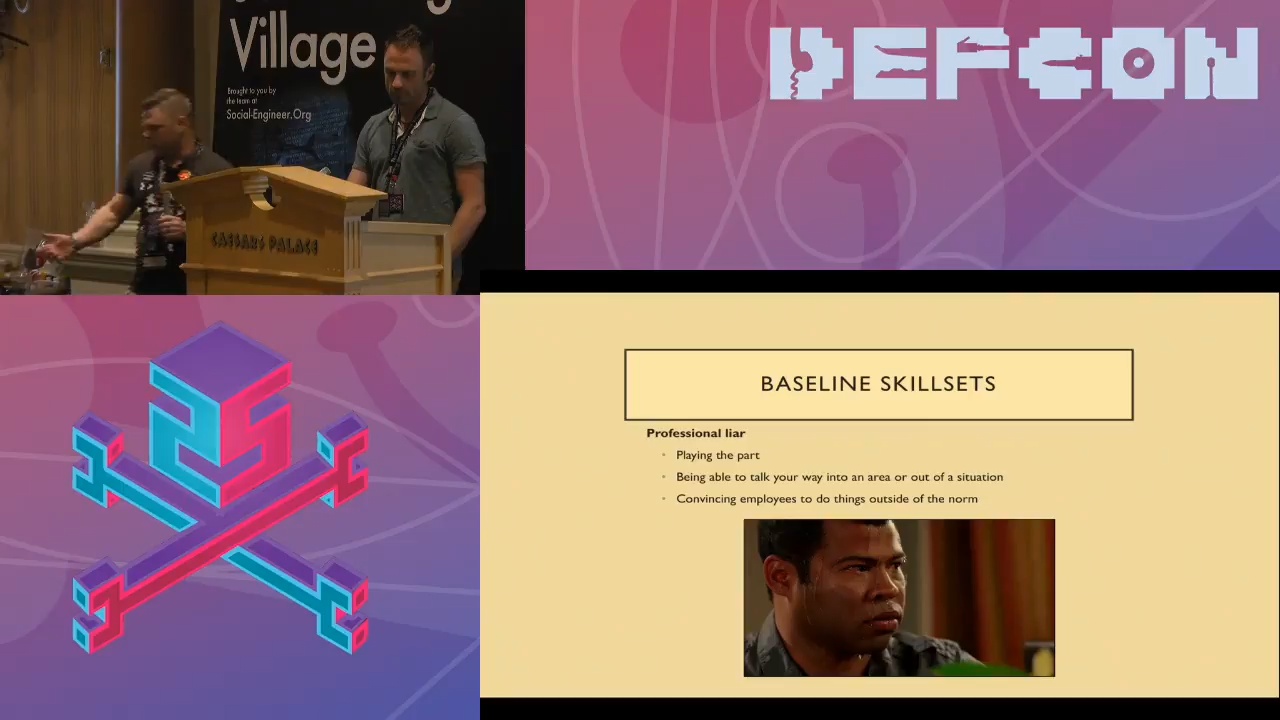 Village
Brought to you by
the team at
Social-Engineer.Org
CAESARS PALACE
DEFCON
BASELINE SKILLSETS
Professional liar
Playing the part
Being able to talk your way into an area or out of a situation
Convincing employees to do things outside of the norm